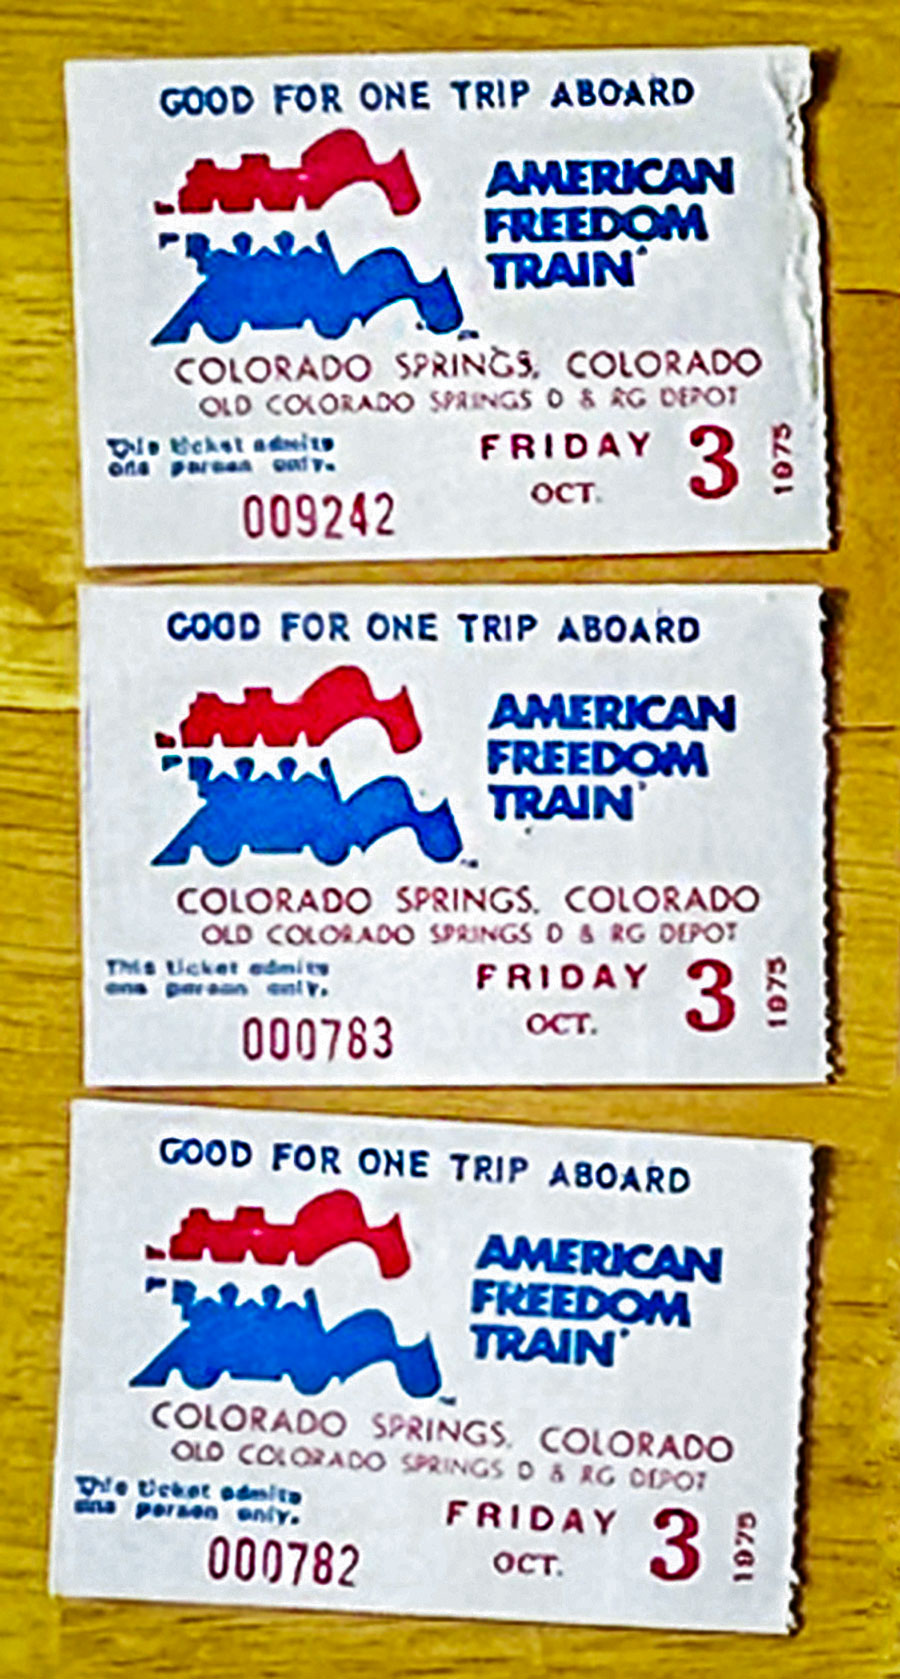 GOOD FOR ONE TRIP ABOARD
AMERICAN
FREEDOM
TRAIN
COLORADO SPRINGS, COLORADO
OLD COLORADO SPRINGS D & RG DEPOT
This ticket admits
one person only.
FRIDAY 3 1975
OCT.
009242
GOOD FOR ONE TRIP ABOARD
AMERICAN
FREEDOM
TRAIN
TM
COLORADO SPRINGS, COLORADO
OLD COLORADO SPRINGS D & RG DEPOT
This ticket admits
one person only.
FRIDAY 3 1975
OCT.
000783
GOOD FOR ONE TRIP ABOARD
AMERICAN
FREEDOM
TRAIN
TM
COLORADO SPRINGS, COLORADO
OLD COLORADO SPRINGS D & RG DEPOT
This ticket admits
one person only.
FRIDAY 3 1975
OCT.
000782